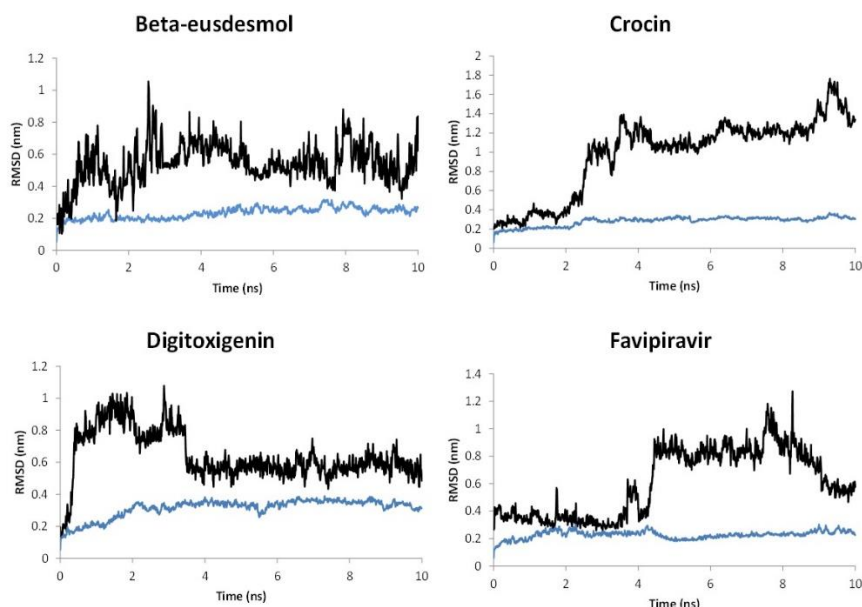 Beta-eusdesmol
1.2
1
0.8
0.6
0.4
0.2
0
RMSD (nm)
0 2 4 6 8 10
Time (ns)
Crocin
2
1.8
1.6
1.4
1.2
1
0.8
0.6
0.4
0.2
0
RMSD (nm)
0 2 4 6 8 10
Time (ns)
Digitoxigenin
1.2
1
0.8
0.6
0.4
0.2
0
RMSD (nm)
0 2 4 6 8 10
Time (ns)
Favipiravir
1.4
1.2
1
0.8
0.6
0.4
0.2
0
RMSD (nm)
0 2 4 6 8 10
Time (ns)